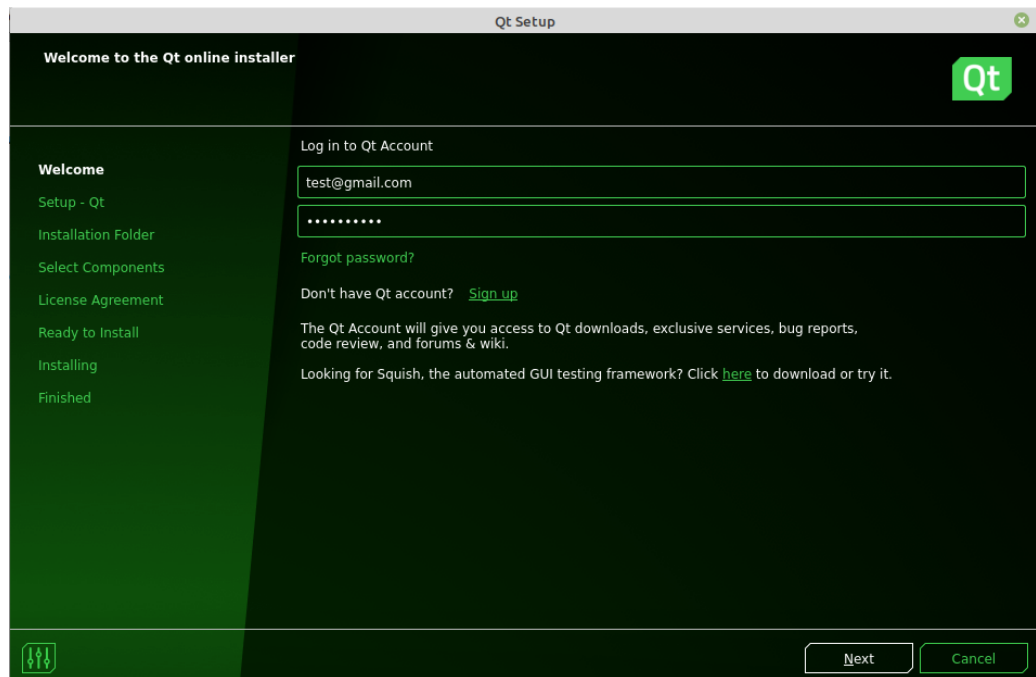 Qt Setup
Welcome to the Qt online installer
Qt
Welcome
Setup - Qt
Installation Folder
Select Components
License Agreement
Ready to Install
Installing
Finished
Log in to Qt Account
test@gmail.com
••••••••••
Forgot password?
Don't have Qt account? Sign up
The Qt Account will give you access to Qt downloads, exclusive services, bug reports,
code review, and forums & wiki.
Looking for Squish, the automated GUI testing framework? Click here to download or try it.
Next
Cancel